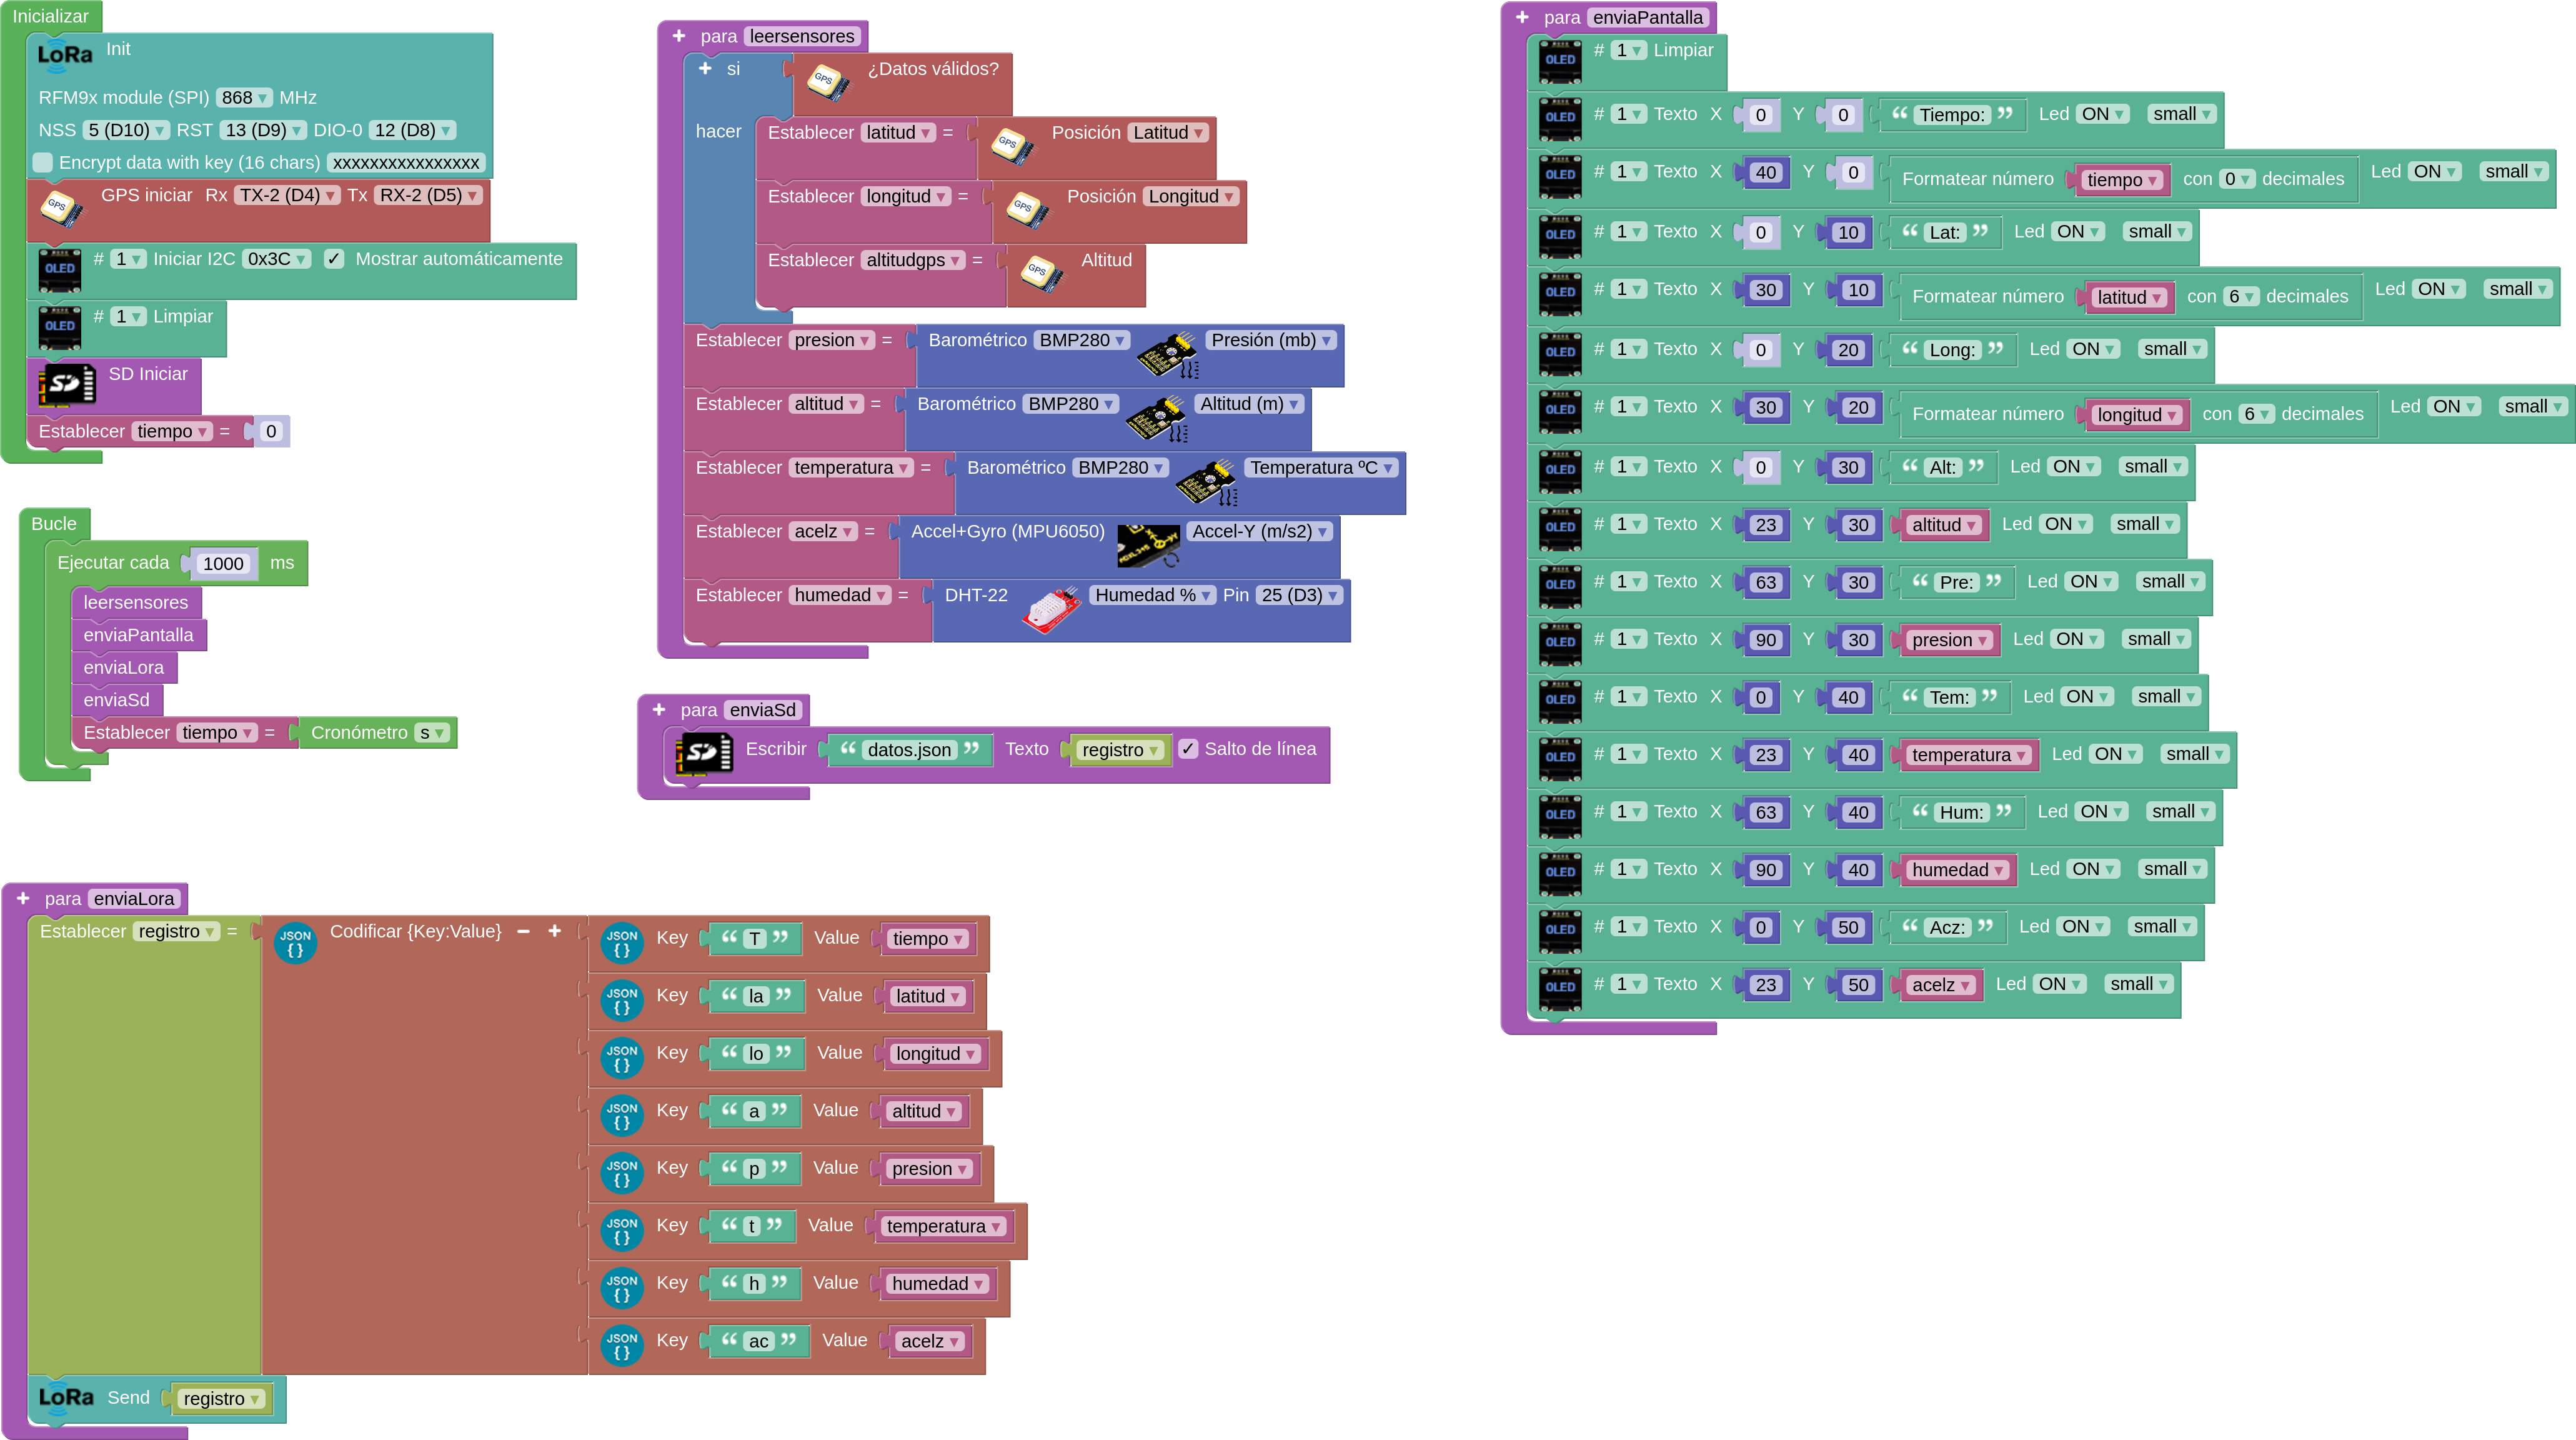 Inicializar
LoRa Init
RFM9x module (SPI) 868 ▾ MHz
NSS 5 (D10) ▾ RST 13 (D9) ▾ DIO-0 12 (D8) ▾
Encrypt data with key (16 chars) xxxxxxxxxxxxxxxx
GPS GPS iniciar Rx TX-2 (D4) ▾ Tx RX-2 (D5) ▾
OLED # 1 ▾ Iniciar I2C 0x3C ▾ ✓ Mostrar automáticamente
OLED # 1 ▾ Limpiar
SD SD Iniciar
Establecer tiempo ▾ = 0
Bucle
Ejecutar cada 1000 ms
leersensores
enviaPantalla
enviaLora
enviaSd
Establecer tiempo ▾ = Cronómetro s ▾
+ para leersensores
+ si GPS ¿Datos válidos?
hacer Establecer latitud ▾ = GPS Posición Latitud ▾
Establecer longitud ▾ = GPS Posición Longitud ▾
Establecer altitudgps ▾ = GPS Altitud
Establecer presion ▾ = Barométrico BMP280 ▾ Presión (mb) ▾
Establecer altitud ▾ = Barométrico BMP280 ▾ Altitud (m) ▾
Establecer temperatura ▾ = Barométrico BMP280 ▾ Temperatura ºC ▾
Establecer acelz ▾ = Accel+Gyro (MPU6050) Accel-Y (m/s2) ▾
Establecer humedad ▾ = DHT-22 Humedad % ▾ Pin 25 (D3) ▾
+ para enviaSd
SD Escribir “ datos.json ” Texto registro ▾ ✓ Salto de línea
+ para enviaLora
Establecer registro ▾ = JSON { } Codificar {Key:Value} − + JSON { } Key “ T ” Value tiempo ▾
JSON { } Key “ la ” Value latitud ▾
JSON { } Key “ lo ” Value longitud ▾
JSON { } Key “ a ” Value altitud ▾
JSON { } Key “ p ” Value presion ▾
JSON { } Key “ t ” Value temperatura ▾
JSON { } Key “ h ” Value humedad ▾
JSON { } Key “ ac ” Value acelz ▾
LoRa Send registro ▾
+ para enviaPantalla
OLED # 1 ▾ Limpiar
OLED # 1 ▾ Texto X 0 Y 0 “ Tiempo: ” Led ON ▾ small ▾
OLED # 1 ▾ Texto X 40 Y 0 Formatear número tiempo ▾ con 0 ▾ decimales Led ON ▾ small ▾
OLED # 1 ▾ Texto X 0 Y 10 “ Lat: ” Led ON ▾ small ▾
OLED # 1 ▾ Texto X 30 Y 10 Formatear número latitud ▾ con 6 ▾ decimales Led ON ▾ small ▾
OLED # 1 ▾ Texto X 0 Y 20 “ Long: ” Led ON ▾ small ▾
OLED # 1 ▾ Texto X 30 Y 20 Formatear número longitud ▾ con 6 ▾ decimales Led ON ▾ small ▾
OLED # 1 ▾ Texto X 0 Y 30 “ Alt: ” Led ON ▾ small ▾
OLED # 1 ▾ Texto X 23 Y 30 altitud ▾ Led ON ▾ small ▾
OLED # 1 ▾ Texto X 63 Y 30 “ Pre: ” Led ON ▾ small ▾
OLED # 1 ▾ Texto X 90 Y 30 presion ▾ Led ON ▾ small ▾
OLED # 1 ▾ Texto X 0 Y 40 “ Tem: ” Led ON ▾ small ▾
OLED # 1 ▾ Texto X 23 Y 40 temperatura ▾ Led ON ▾ small ▾
OLED # 1 ▾ Texto X 63 Y 40 “ Hum: ” Led ON ▾ small ▾
OLED # 1 ▾ Texto X 90 Y 40 humedad ▾ Led ON ▾ small ▾
OLED # 1 ▾ Texto X 0 Y 50 “ Acz: ” Led ON ▾ small ▾
OLED # 1 ▾ Texto X 23 Y 50 acelz ▾ Led ON ▾ small ▾